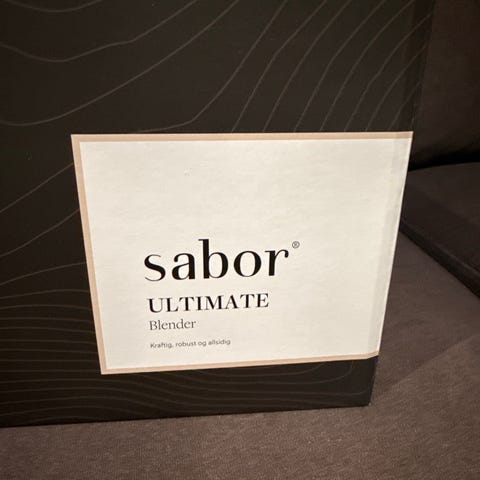 sabor®
ULTIMATE
Blender
Kraftig, robust og allsidig